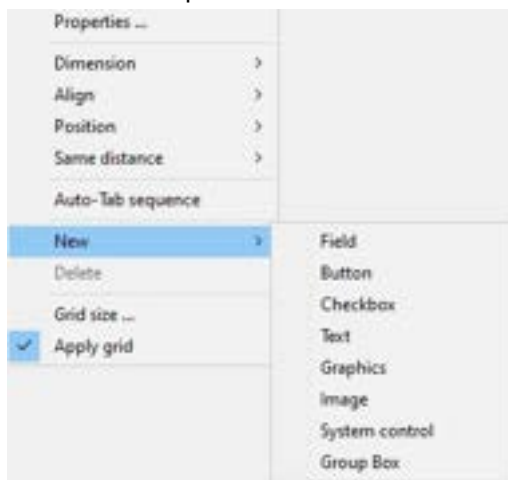 Properties ...
Dimension
Align
Position
Same distance
Auto-Tab sequence
New
Delete
Grid size ...
Apply grid
Field
Button
Checkbox
Text
Graphics
Image
System control
Group Box